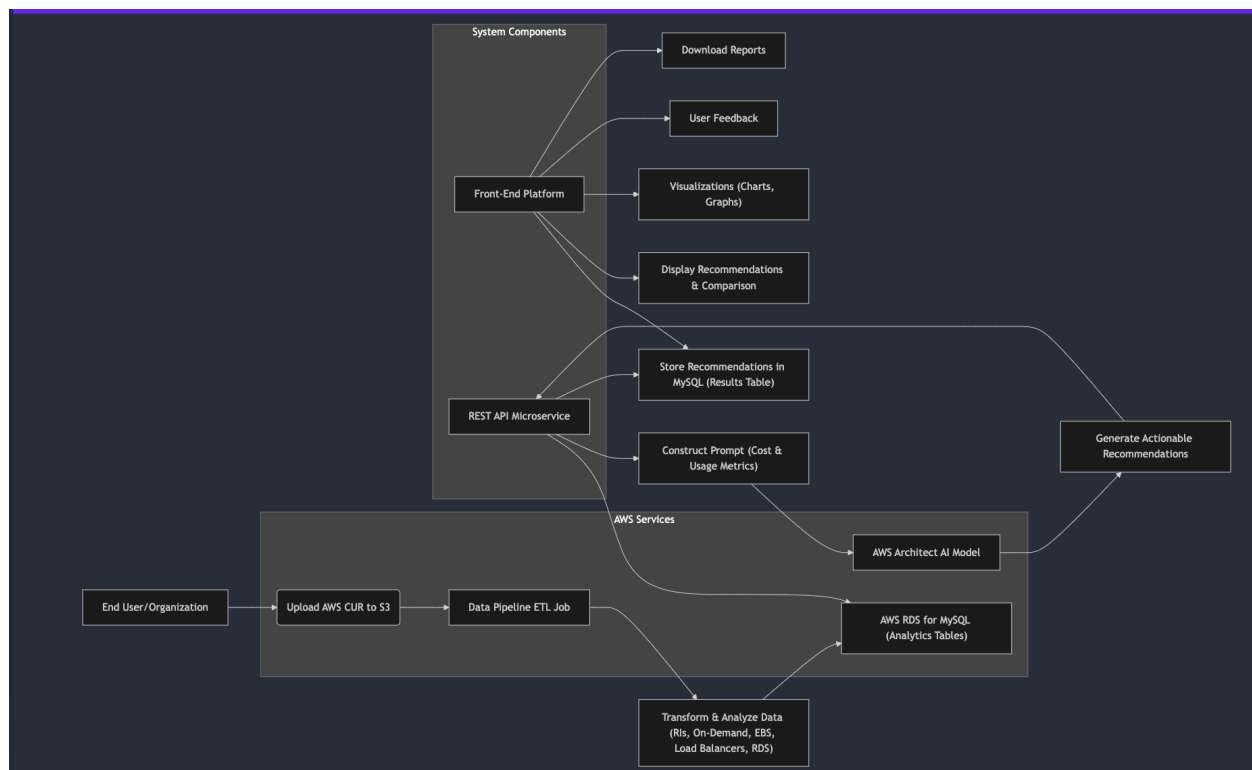 System Components
Download Reports
User Feedback
Front-End Platform
Visualizations (Charts,
Graphs)
Display Recommendations
& Comparison
Store Recommendations in
MySQL (Results Table)
REST API Microservice
Construct Prompt (Cost &
Usage Metrics)
Generate Actionable
Recommendations
AWS Services
AWS Architect AI Model
End User/Organization
Upload AWS CUR to S3
Data Pipeline ETL Job
AWS RDS for MySQL
(Analytics Tables)
Transform & Analyze Data
(RIs, On-Demand, EBS,
Load Balancers, RDS)